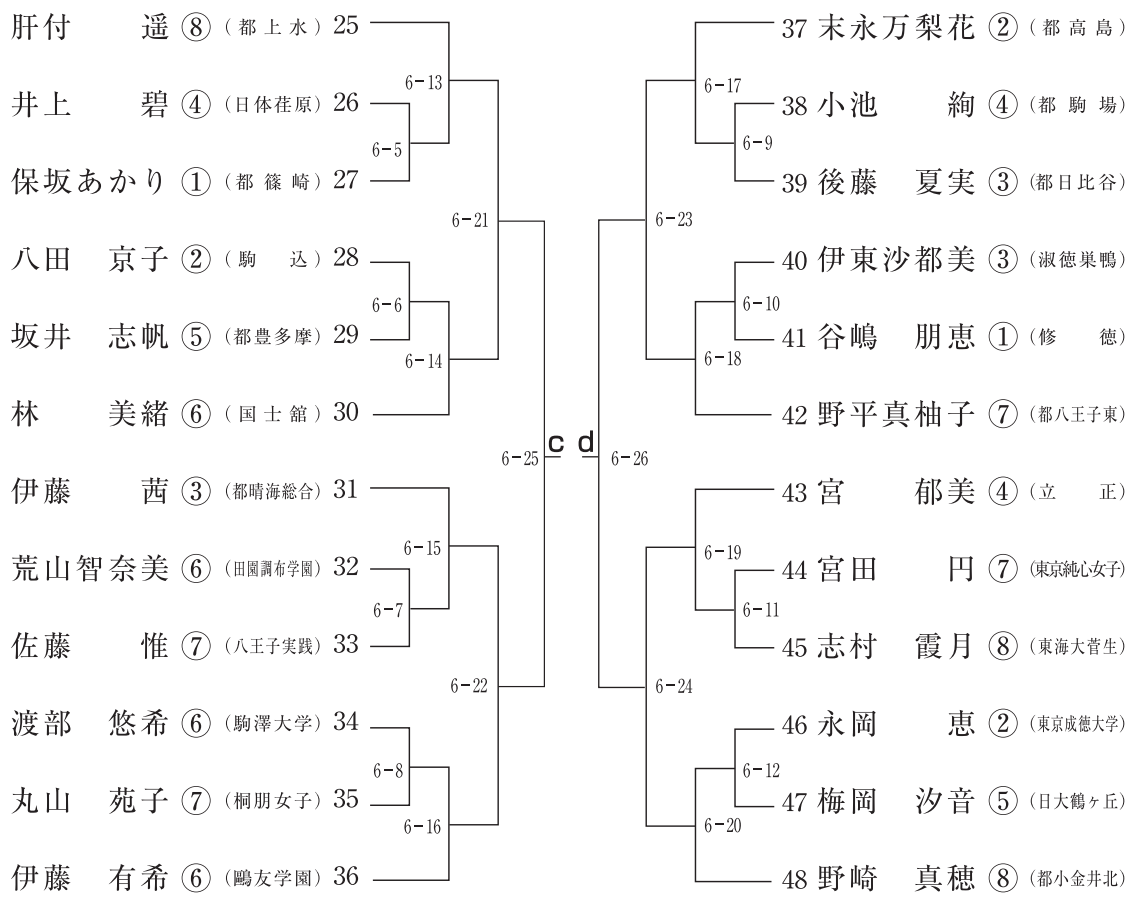 肝付 遥 ⑧ （都上水） 25
6－13
井上 碧 ④ （日体荏原） 26
6－5
保坂あかり ① （都篠崎） 27
6－21
八田 京子 ② （駒込） 28
6－6
坂井 志帆 ⑤ （都豊多摩） 29
6－14
林 美緒 ⑥ （国士舘） 30
6－25 c
伊藤 茜 ③ （都晴海総合） 31
6－15
荒山智奈美 ⑥ （田園調布学園） 32
6－7
佐藤 惟 ⑦ （八王子実践） 33
6－22
渡部 悠希 ⑥ （駒澤大学） 34
6－8
丸山 苑子 ⑦ （桐朋女子） 35
6－16
伊藤 有希 ⑥ （鷗友学園） 36
37 末永万梨花 ② （都高島）
6－17
38 小池 絢 ④ （都駒場）
6－9
39 後藤 夏実 ③ （都日比谷）
6－23
40 伊東沙都美 ③ （淑徳巣鴨）
6－10
41 谷嶋 朋恵 ① （修徳）
6－18
42 野平真柚子 ⑦ （都八王子東）
d 6－26
43 宮 郁美 ④ （立正）
6－19
44 宮田 円 ⑦ （東京純心女子）
6－11
45 志村 霞月 ⑧ （東海大菅生）
6－24
46 永岡 恵 ② （東京成徳大学）
6－12
47 梅岡 汐音 ⑤ （日大鶴ヶ丘）
6－20
48 野崎 真穂 ⑧ （都小金井北）